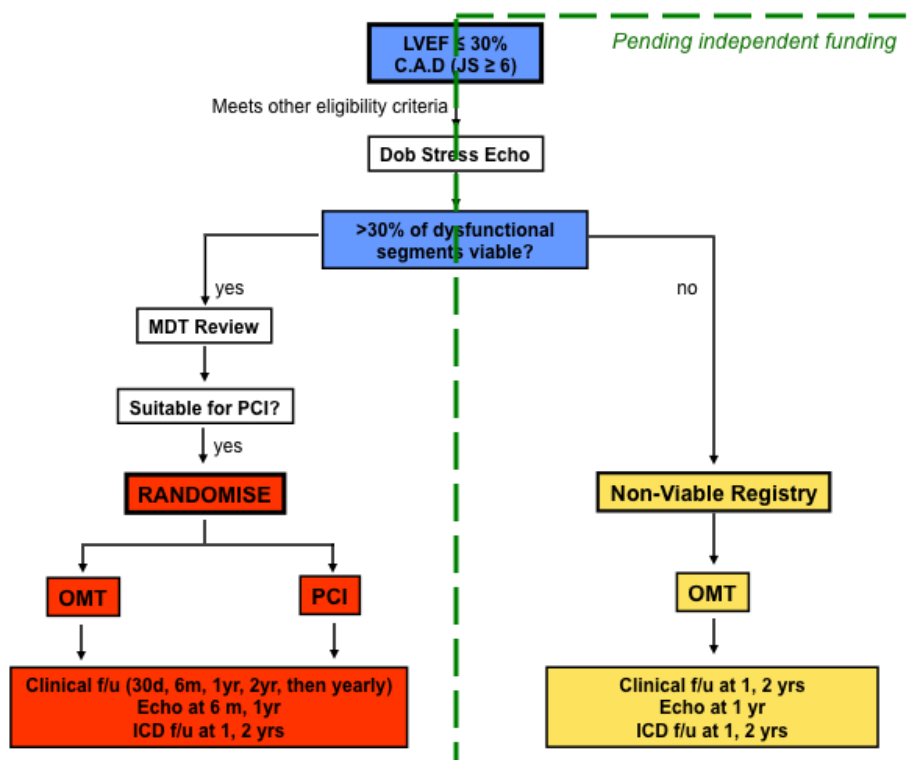 LVEF ≤ 30%
C.A.D (JS ≥ 6)
Pending independent funding
Meets other eligibility criteria
Dob Stress Echo
>30% of dysfunctional
segments viable?
yes
no
MDT Review
Suitable for PCI?
yes
RANDOMISE
Non-Viable Registry
OMT
PCI
OMT
Clinical f/u (30d, 6m, 1yr, 2yr, then yearly)
Echo at 6 m, 1yr
ICD f/u at 1, 2 yrs
Clinical f/u at 1, 2 yrs
Echo at 1 yr
ICD f/u at 1, 2 yrs